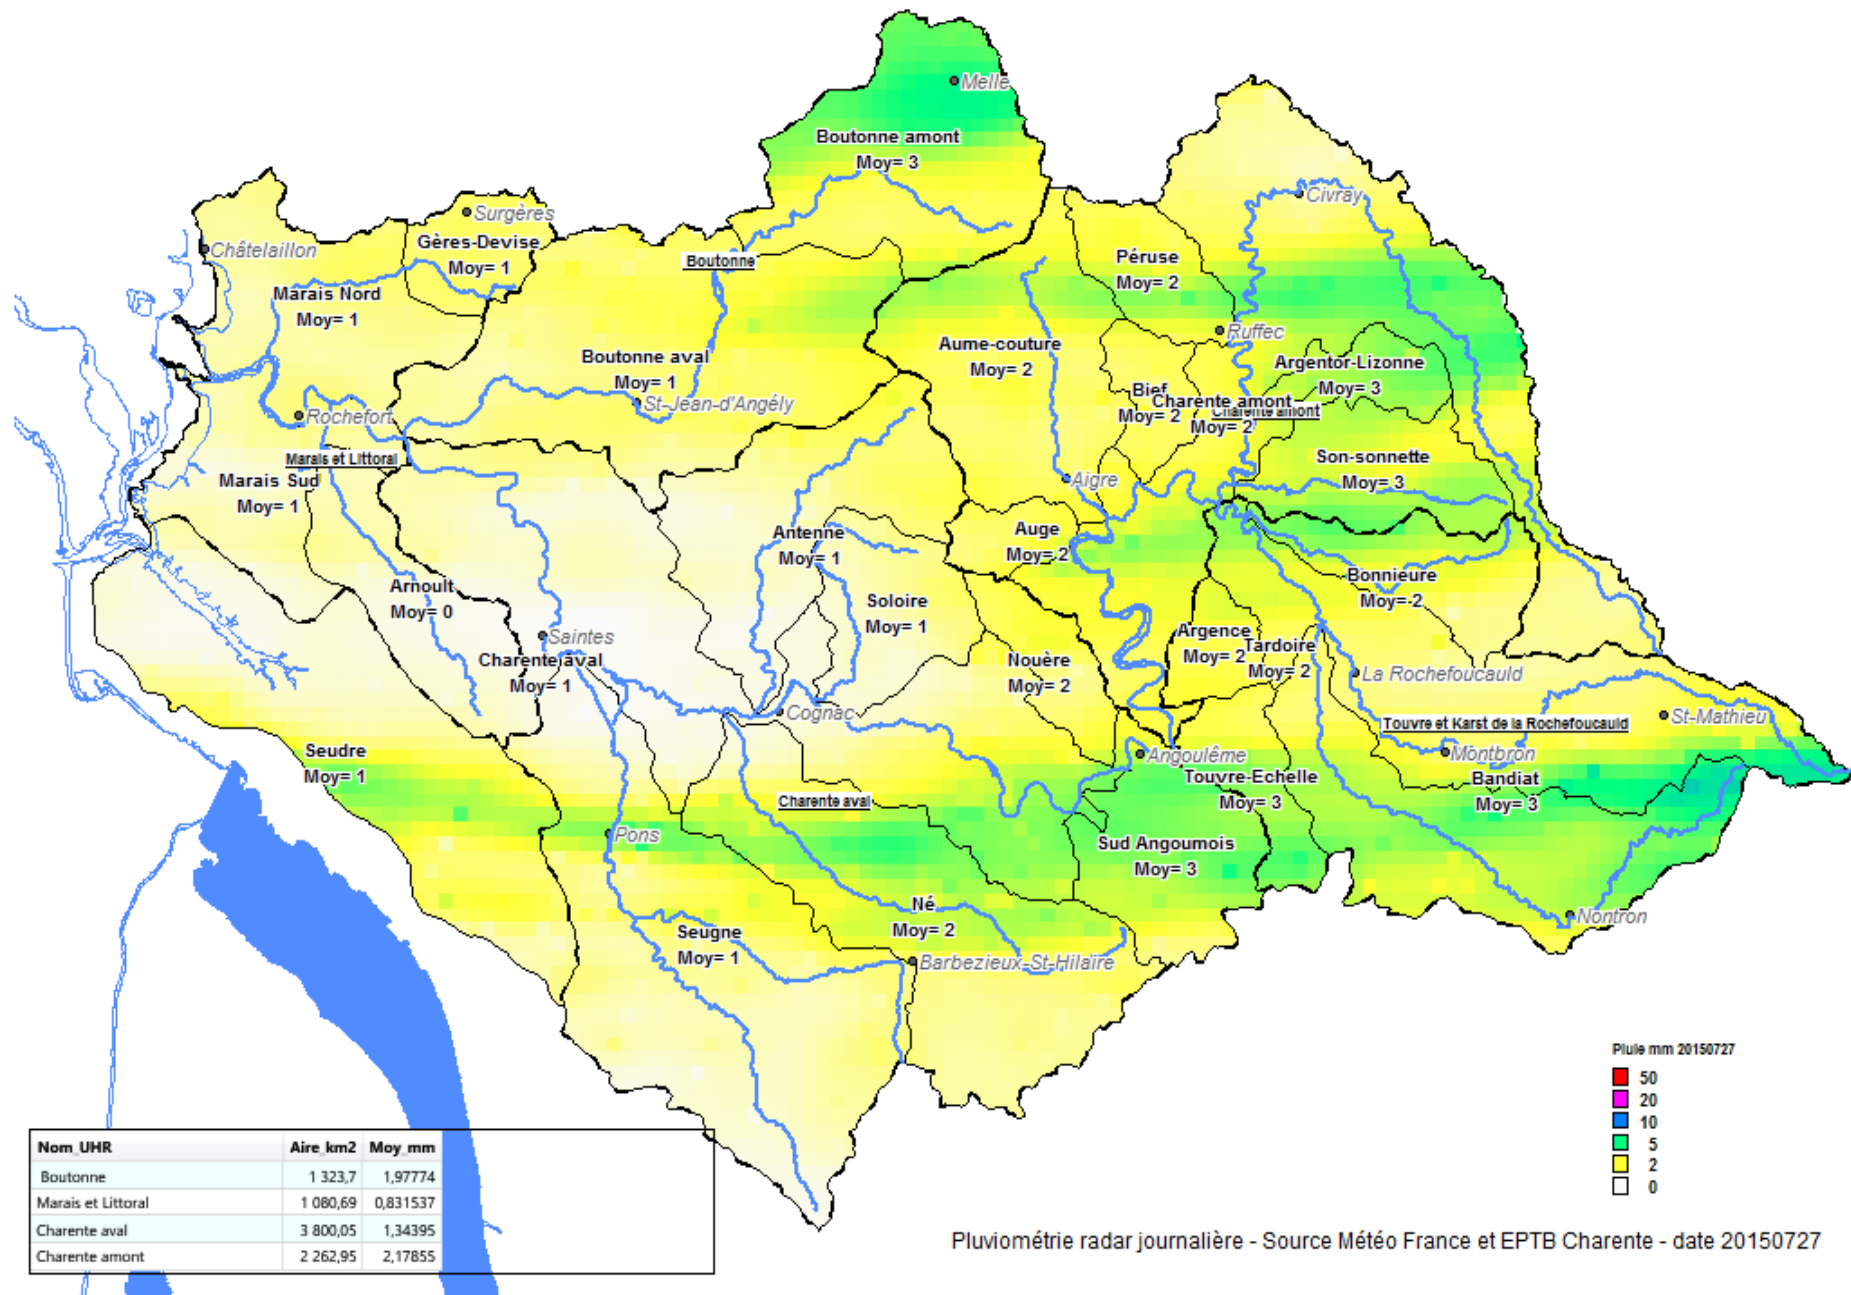 Melle
Boutonne amont
Moy= 3
Civray
Surgères
Gères-Devise
Moy= 1
Châtelaillon
Boutonne
Péruse
Moy= 2
Marais Nord
Moy= 1
Ruffec
Aume-couture
Moy= 2
Boutonne aval
Moy= 1
Argentor-Lizonne
Moy= 3
Bief
Moy= 2
Charente amont
Moy= 2
Charente amont
St-Jean-d'Angély
Rochefort
Marais et Littoral
Marais Sud
Moy= 1
Son-sonnette
Moy= 3
Aigre
Antenne
Moy= 1
Auge
Moy= 2
Arnoult
Moy= 0
Bonnieure
Moy=-2
Soloire
Moy= 1
Saintes
Argence
Moy= 2
Tardoire
Moy= 2
Charente aval
Moy= 1
Nouère
Moy= 2
La Rochefoucauld
Cognac
Touvre et Karst de la Rochefoucauld
St-Mathieu
Seudre
Moy= 1
Angoulême
Montbron
Touvre-Echelle
Moy= 3
Bandiat
Moy= 3
Charente aval
Pons
Sud Angoumois
Moy= 3
Né
Moy= 2
Nontron
Seugne
Moy= 1
Barbezieux-St-Hilaire
Pluie mm 20150727
50
20
10
5
2
0
Nom_UHR Aire_km2 Moy_mm
Boutonne 1 323,7 1,97774
Marais et Littoral 1 080,69 0,831537
Charente aval 3 800,05 1,34395
Charente amont 2 262,95 2,17855
Pluviométrie radar journalière - Source Météo France et EPTB Charente - date 20150727